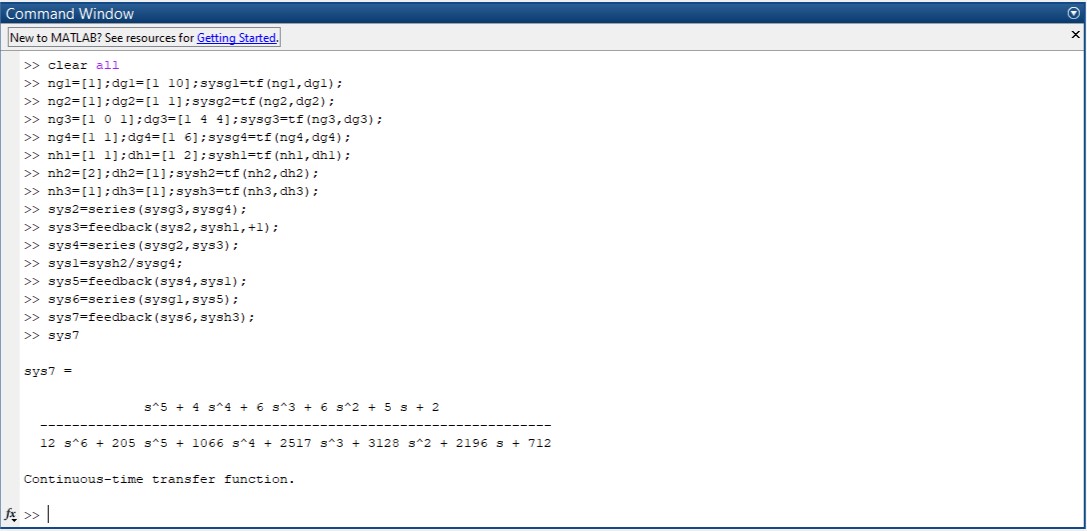 Command Window
New to MATLAB? See resources for Getting Started.
>> clear all
>> ng1=[1];dg1=[1 10];sysg1=tf(ng1,dg1);
>> ng2=[1];dg2=[1 1];sysg2=tf(ng2,dg2);
>> ng3=[1 0 1];dg3=[1 4 4];sysg3=tf(ng3,dg3);
>> ng4=[1 1];dg4=[1 6];sysg4=tf(ng4,dg4);
>> nh1=[1 1];dh1=[1 2];sysh1=tf(nh1,dh1);
>> nh2=[2];dh2=[1];sysh2=tf(nh2,dh2);
>> nh3=[1];dh3=[1];sysh3=tf(nh3,dh3);
>> sys2=series(sysg3,sysg4);
>> sys3=feedback(sys2,sysh1,+1);
>> sys4=series(sysg2,sys3);
>> sys1=sysh2/sysg4;
>> sys5=feedback(sys4,sys1);
>> sys6=series(sysg1,sys5);
>> sys7=feedback(sys6,sysh3);
>> sys7
sys7 =
s^5 + 4 s^4 + 6 s^3 + 6 s^2 + 5 s + 2
---------------------------------------------------------------
12 s^6 + 205 s^5 + 1066 s^4 + 2517 s^3 + 3128 s^2 + 2196 s + 712
Continuous-time transfer function.
fx >>